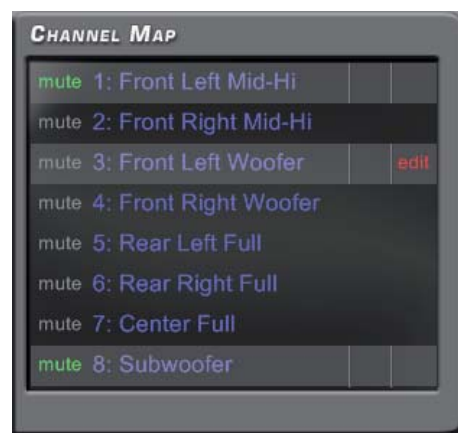 CHANNEL MAP
mute 1: Front Left Mid-Hi
mute 2: Front Right Mid-Hi
mute 3: Front Left Woofer edit
mute 4: Front Right Woofer
mute 5: Rear Left Full
mute 6: Rear Right Full
mute 7: Center Full
mute 8: Subwoofer